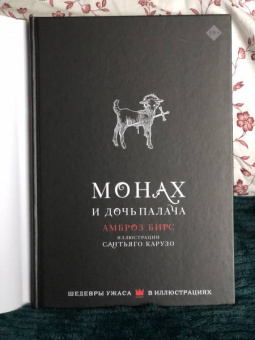 МОНАХ
И ДОЧЬ ПАЛАЧА
АМБРОЗ БИРС
ИЛЛЮСТРАЦИИ
САНТЬЯГО КАРУЗО
ШЕДЕВРЫ УЖАСА В ИЛЛЮСТРАЦИЯХ